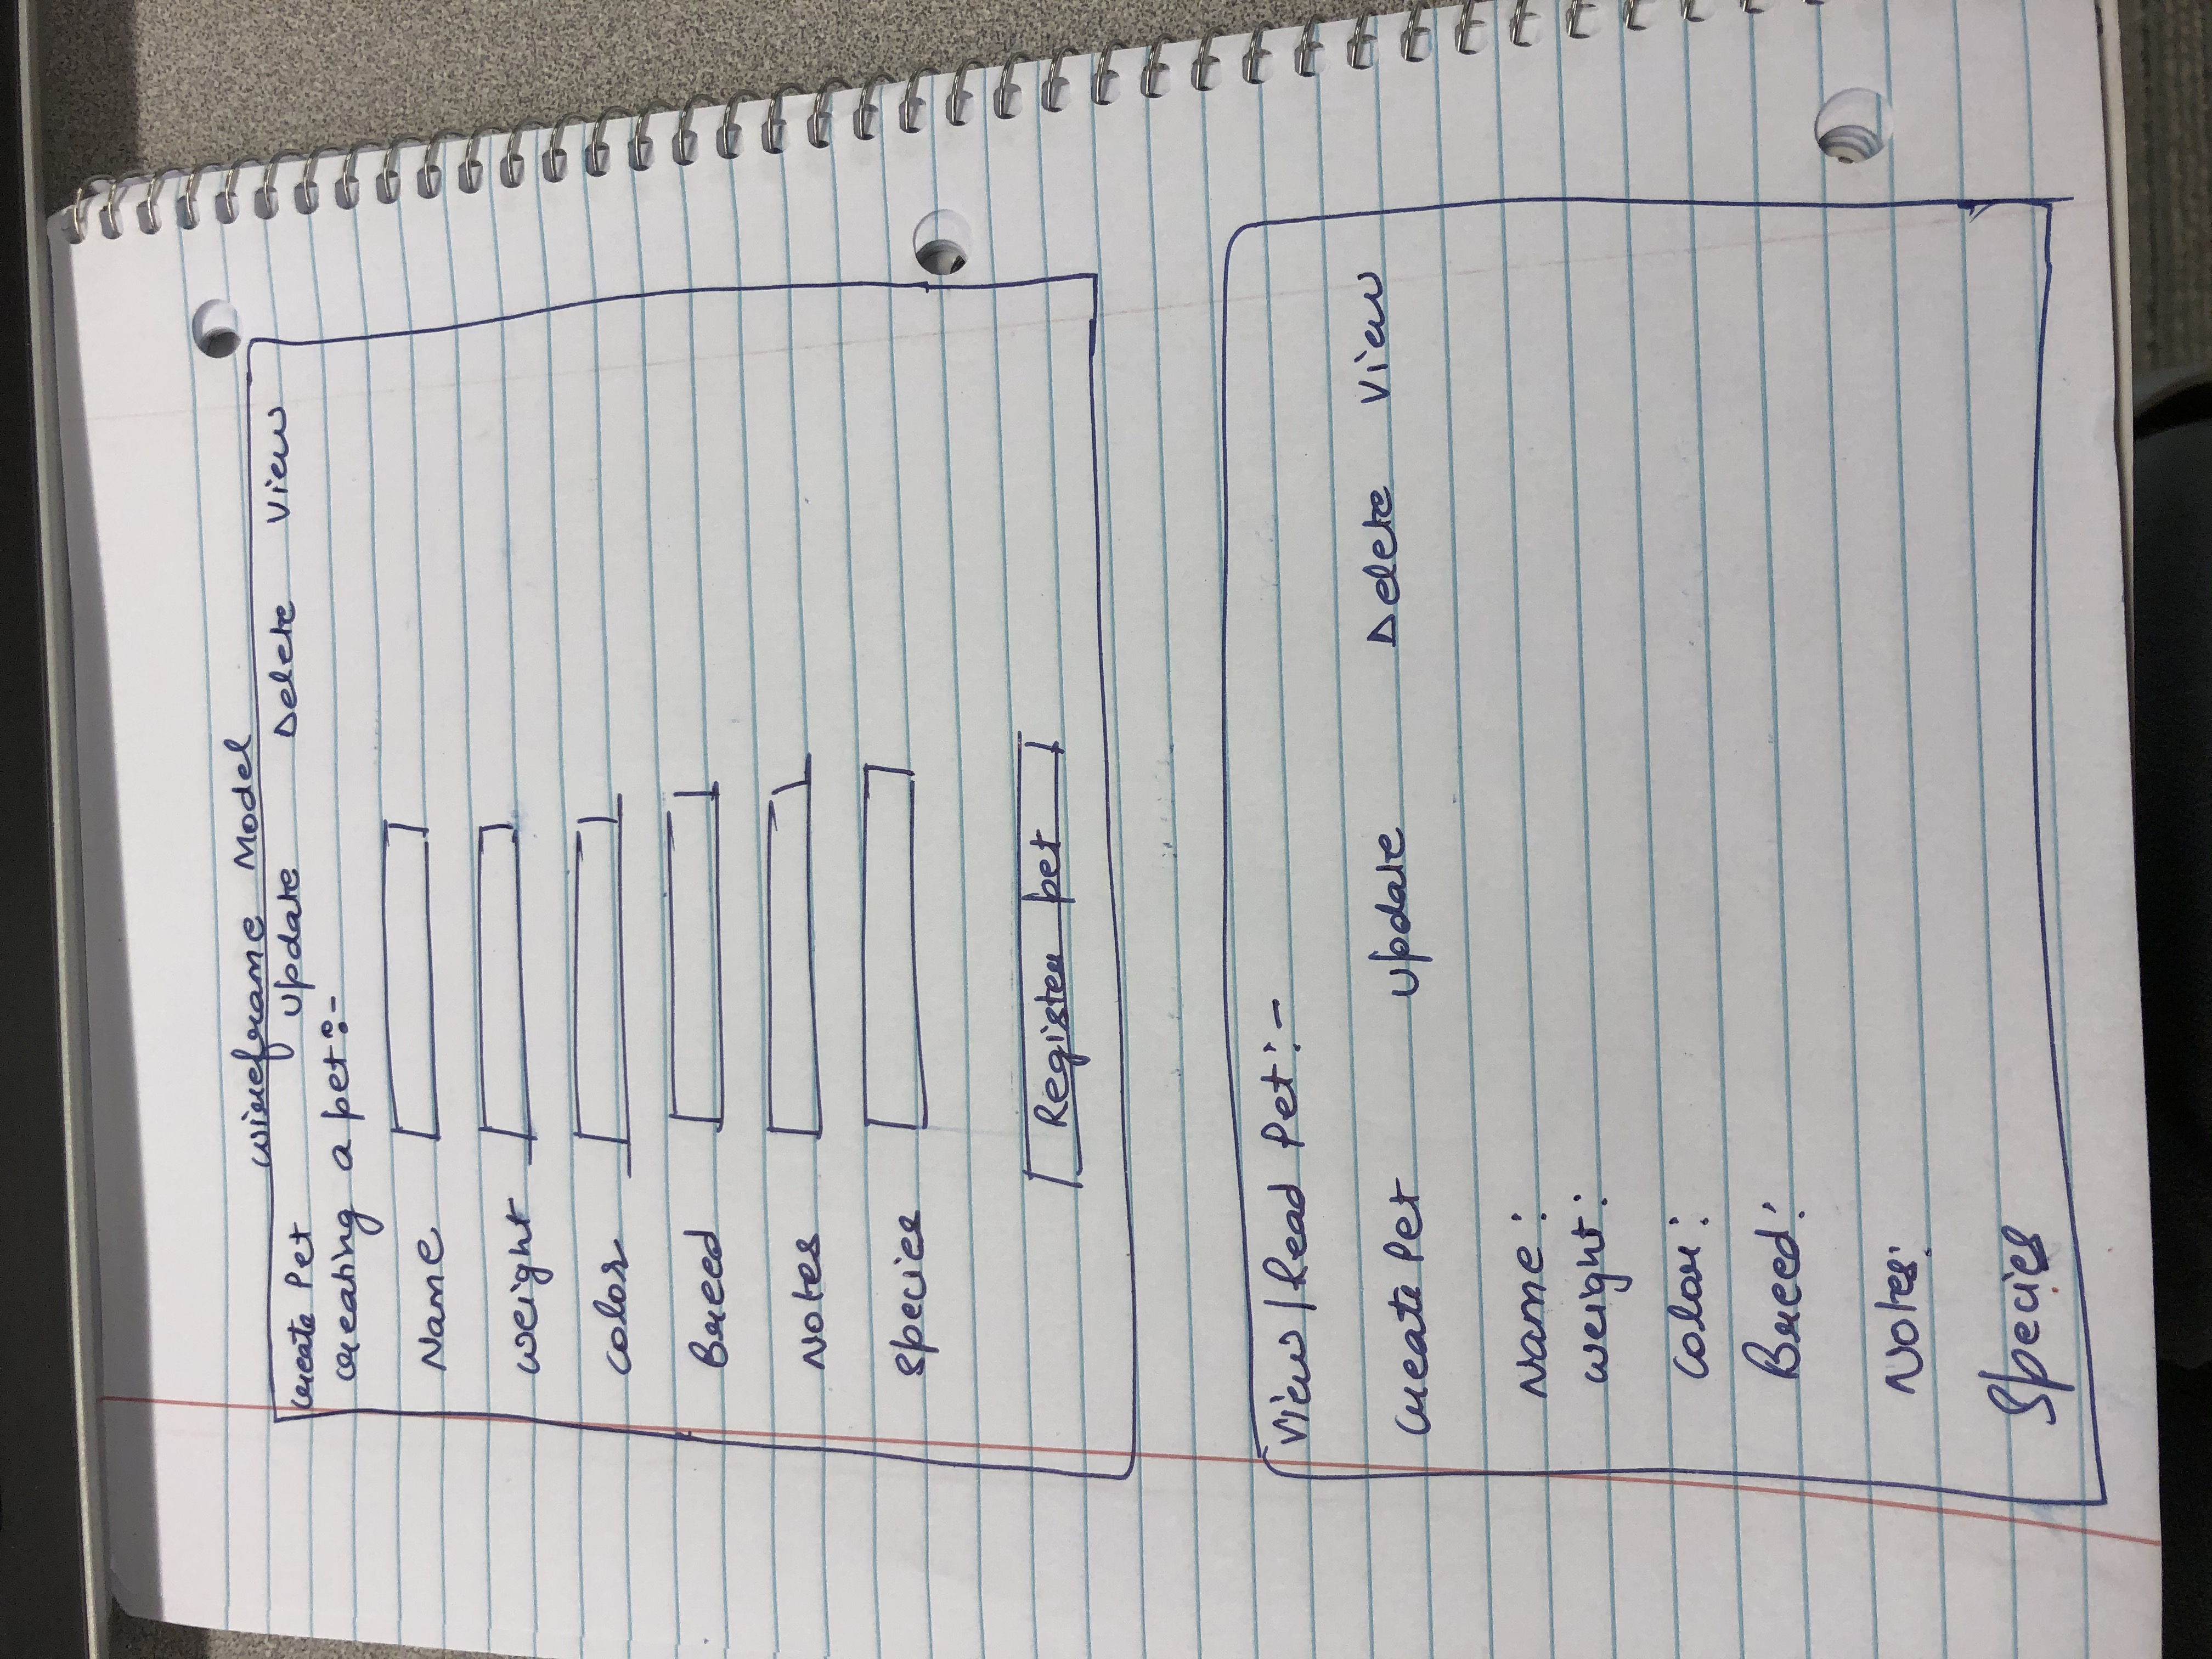 Wireframe Model
Create Pet Update Delete View
Creating a pet:-
Name
Weight
Color
Breed
Notes
Species
Register pet
View/Read Pet:-
Create Pet Update Delete View
Name:
Weight:
Color:
Breed:
Notes:
Species